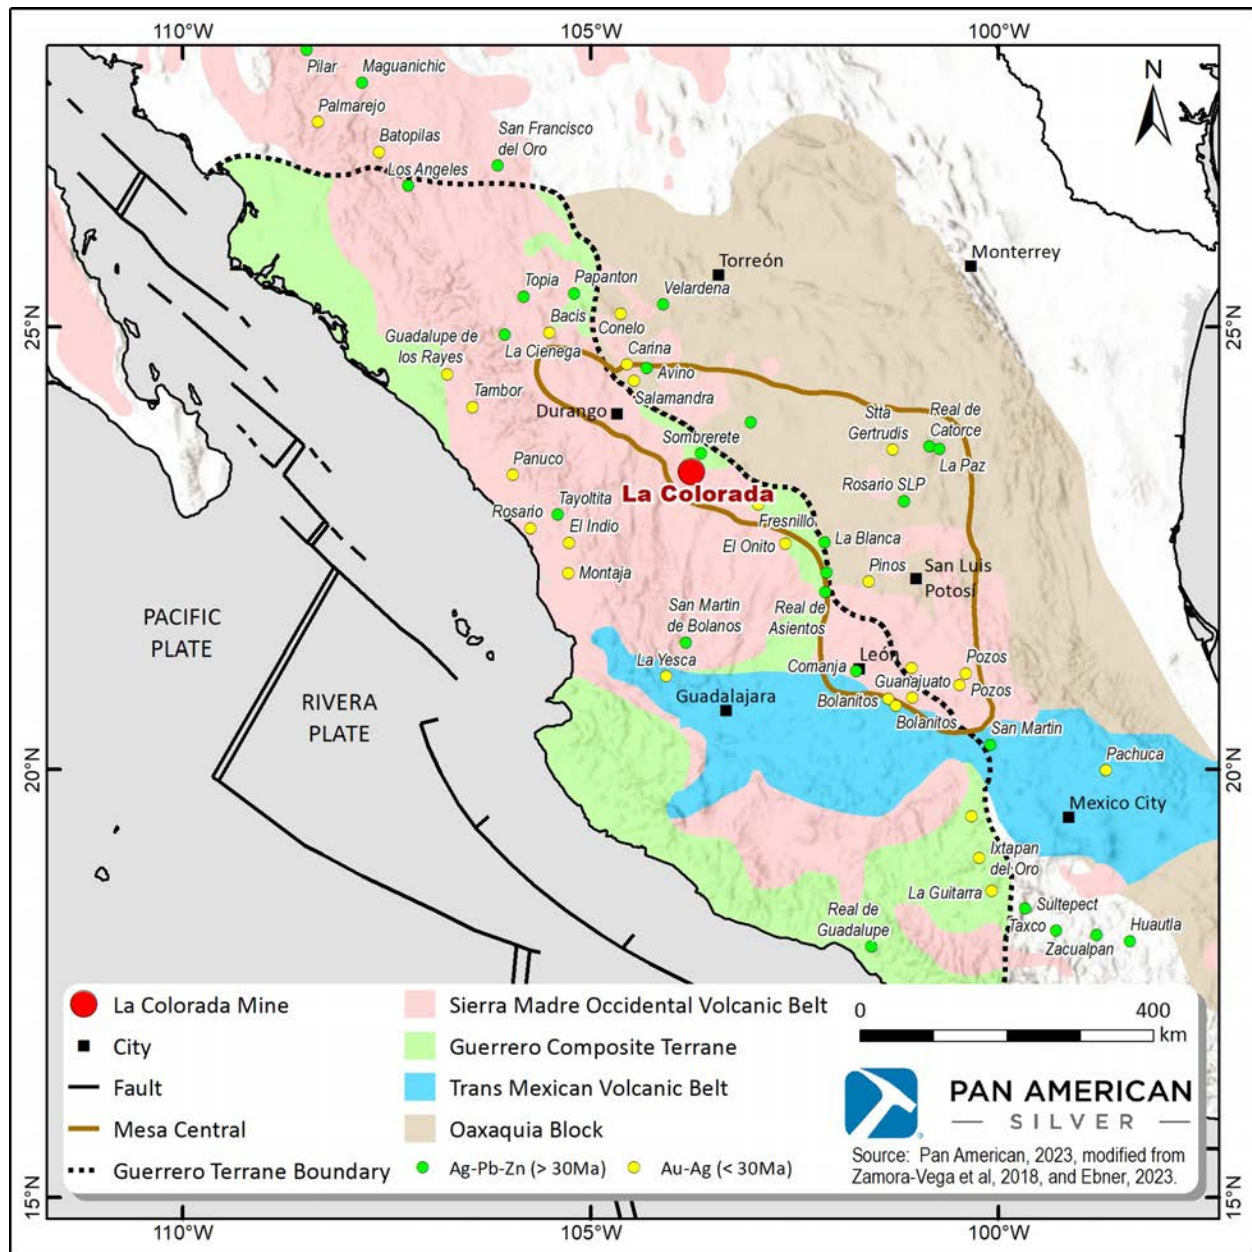 110°W
105°W
100°W
N
Pilar
Maguanichic
Palmarejo
Batopilas
San Francisco
del Oro
Los Angeles
Monterrey
Torreón
Topia
Papanton
Velardena
25°N
25°N
Bacis
Conelo
Guadalupe de
los Rayes
La Cienega
Carina
Avino
Tambor
Salamandra
Durango
Stta
Gertrudis
Real de
Catorce
Sombrerete
La Paz
Panuco
La Colorada
Rosario SLP
Tayoltita
Rosario
El Indio
Fresnillo
El Onito
La Blanca
Montaja
Pinos
San Luis
Potosí
PACIFIC
PLATE
San Martin
de Bolanos
Real de
Asientos
La Yesca
Comanja
León
Pozos
Guanajuato
Pozos
RIVERA
PLATE
Guadalajara
Bolanitos
Bolanitos
San Martin
20°N
20°N
Pachuca
Mexico City
Ixtapan
del Oro
La Guitarra
Real de
Guadalupe
Sultepect
Taxco
Huautla
Zacualpan
La Colorada Mine
City
Fault
Mesa Central
Guerrero Terrane Boundary
Sierra Madre Occidental Volcanic Belt
Guerrero Composite Terrane
Trans Mexican Volcanic Belt
Oaxaquia Block
Ag-Pb-Zn (> 30Ma)
Au-Ag (< 30Ma)
0 400
km
PAN AMERICAN
SILVER
Source: Pan American, 2023, modified from
Zamora-Vega et al, 2018, and Ebner, 2023.
15°N
15°N
110°W
105°W
100°W